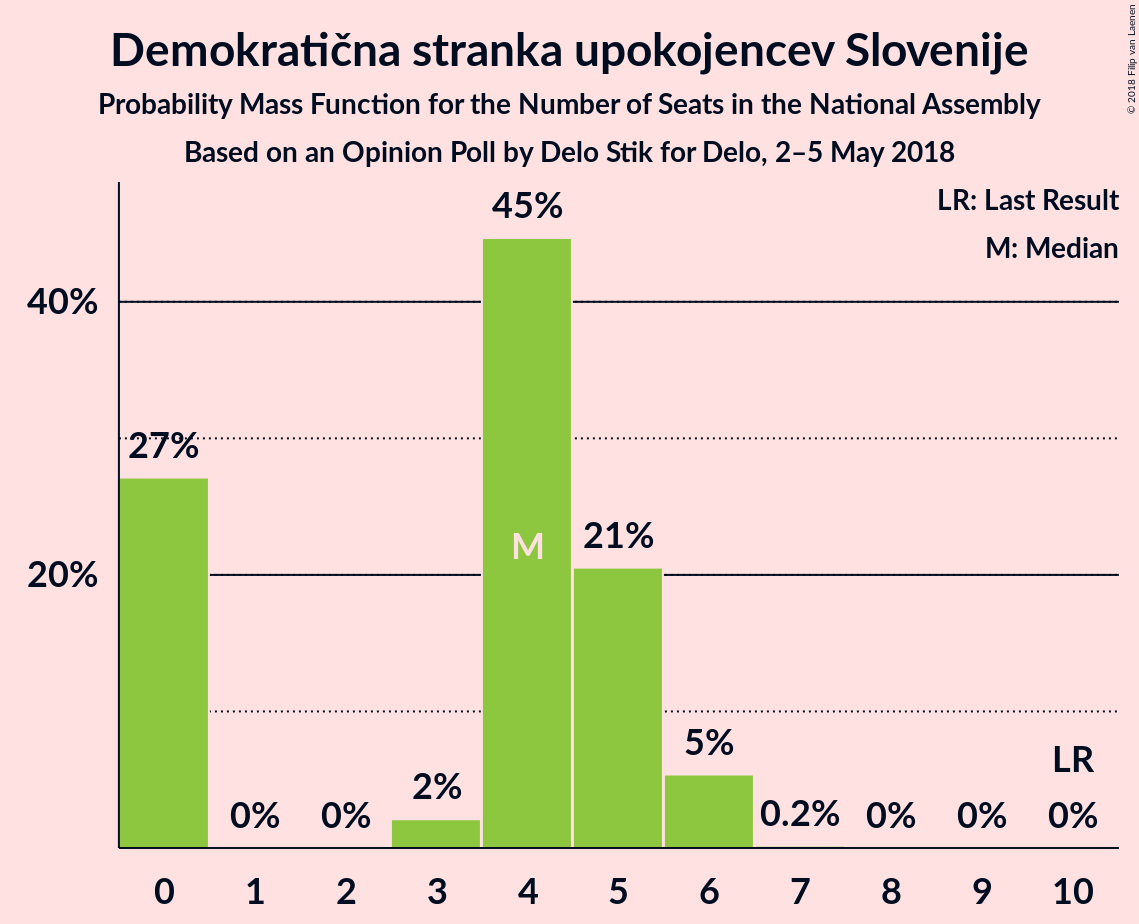 Demokratična stranka upokojencev Slovenije
Probability Mass Function for the Number of Seats in the National Assembly
Based on an Opinion Poll by Delo Stik for Delo, 2–5 May 2018
© 2018 Filip van Laenen
LR: Last Result
M: Median
45%
40%
27%
M
21%
20%
5%
LR
2%
0% 0% 0.2% 0% 0% 0%
0 1 2 3 4 5 6 7 8 9 10